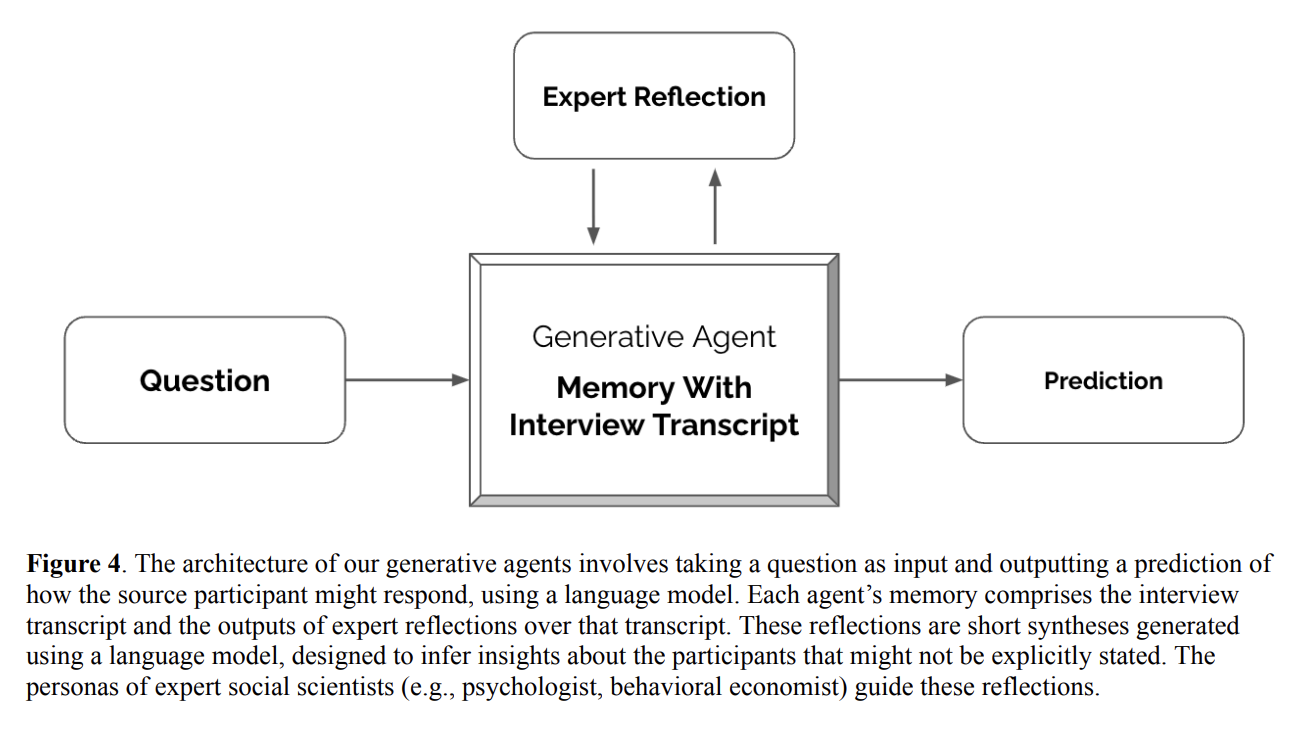 Expert Reflection
Question
Generative Agent
Memory With
Interview Transcript
Prediction
Figure 4. The architecture of our generative agents involves taking a question as input and outputting a prediction of
how the source participant might respond, using a language model. Each agent’s memory comprises the interview
transcript and the outputs of expert reflections over that transcript. These reflections are short syntheses generated
using a language model, designed to infer insights about the participants that might not be explicitly stated. The
personas of expert social scientists (e.g., psychologist, behavioral economist) guide these reflections.